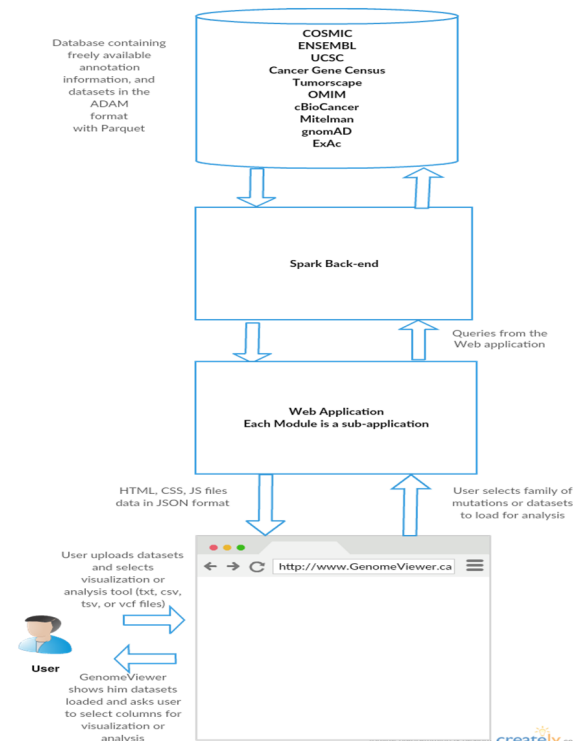 Database containing
freely available
annotation
information, and
datasets in the
ADAM
format
with Parquet
COSMIC
ENSEMBL
UCSC
Cancer Gene Census
Tumorscape
OMIM
cBioCancer
Mitelman
gnomAD
ExAc
Spark Back-end
Queries from the
Web application
Web Application
Each Module is a sub-application
HTML, CSS, JS files
data in JSON format
User selects family of
mutations or datasets
to load for analysis
http://www.GenomeViewer.ca
User uploads datasets
and selects
visualization or
analysis tool (txt, csv,
tsv, or vcf files)
User
GenomeViewer
shows him datasets
loaded and asks user
to select columns for
visualization or
analysis
creately